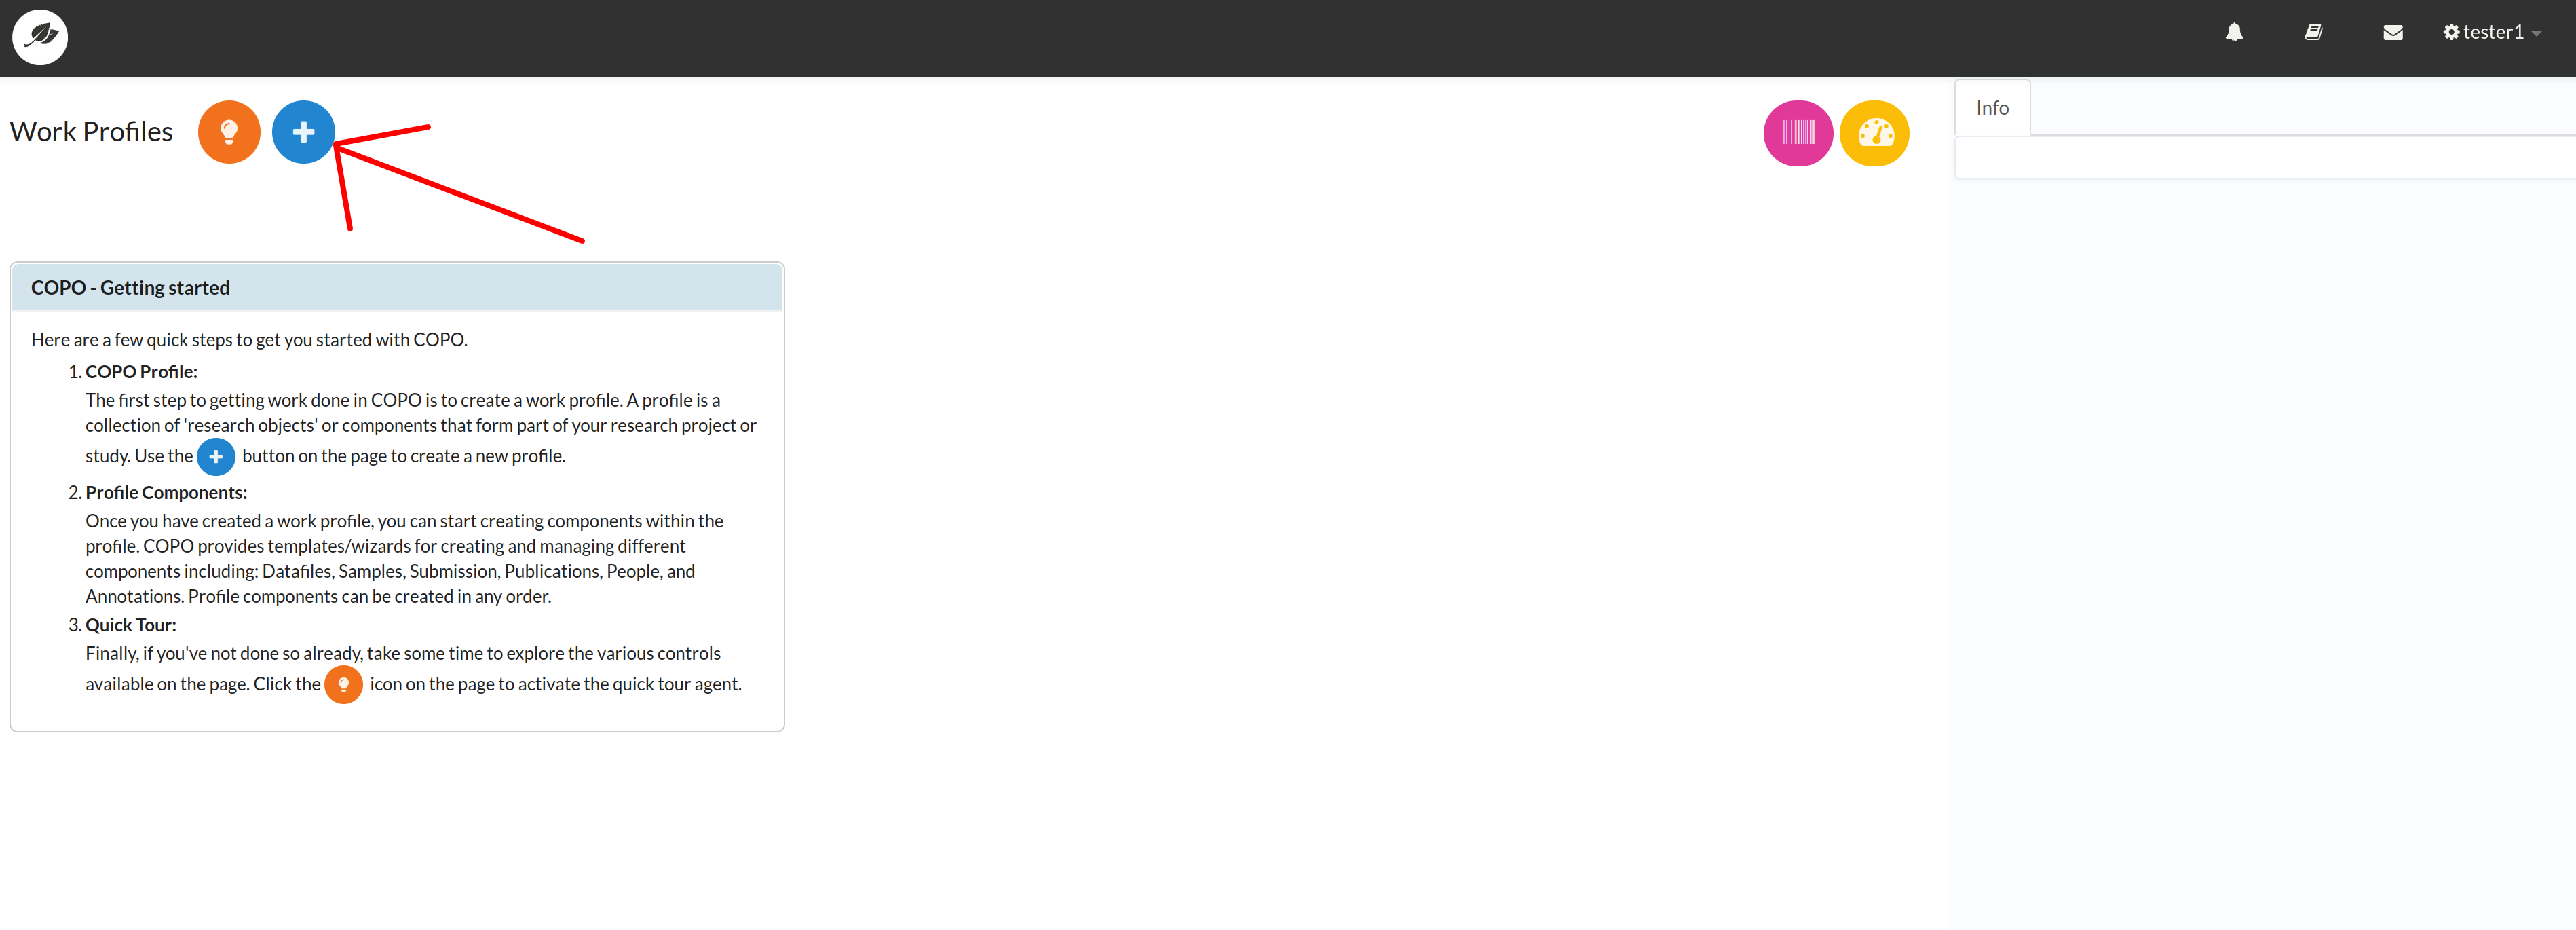 tester1
Work Profiles
Info
COPO - Getting started
Here are a few quick steps to get you started with COPO.
1. COPO Profile:
The first step to getting work done in COPO is to create a work profile. A profile is a
collection of 'research objects' or components that form part of your research project or
study. Use the button on the page to create a new profile.
2. Profile Components:
Once you have created a work profile, you can start creating components within the
profile. COPO provides templates/wizards for creating and managing different
components including: Datafiles, Samples, Submission, Publications, People, and
Annotations. Profile components can be created in any order.
3. Quick Tour:
Finally, if you've not done so already, take some time to explore the various controls
available on the page. Click the icon on the page to activate the quick tour agent.